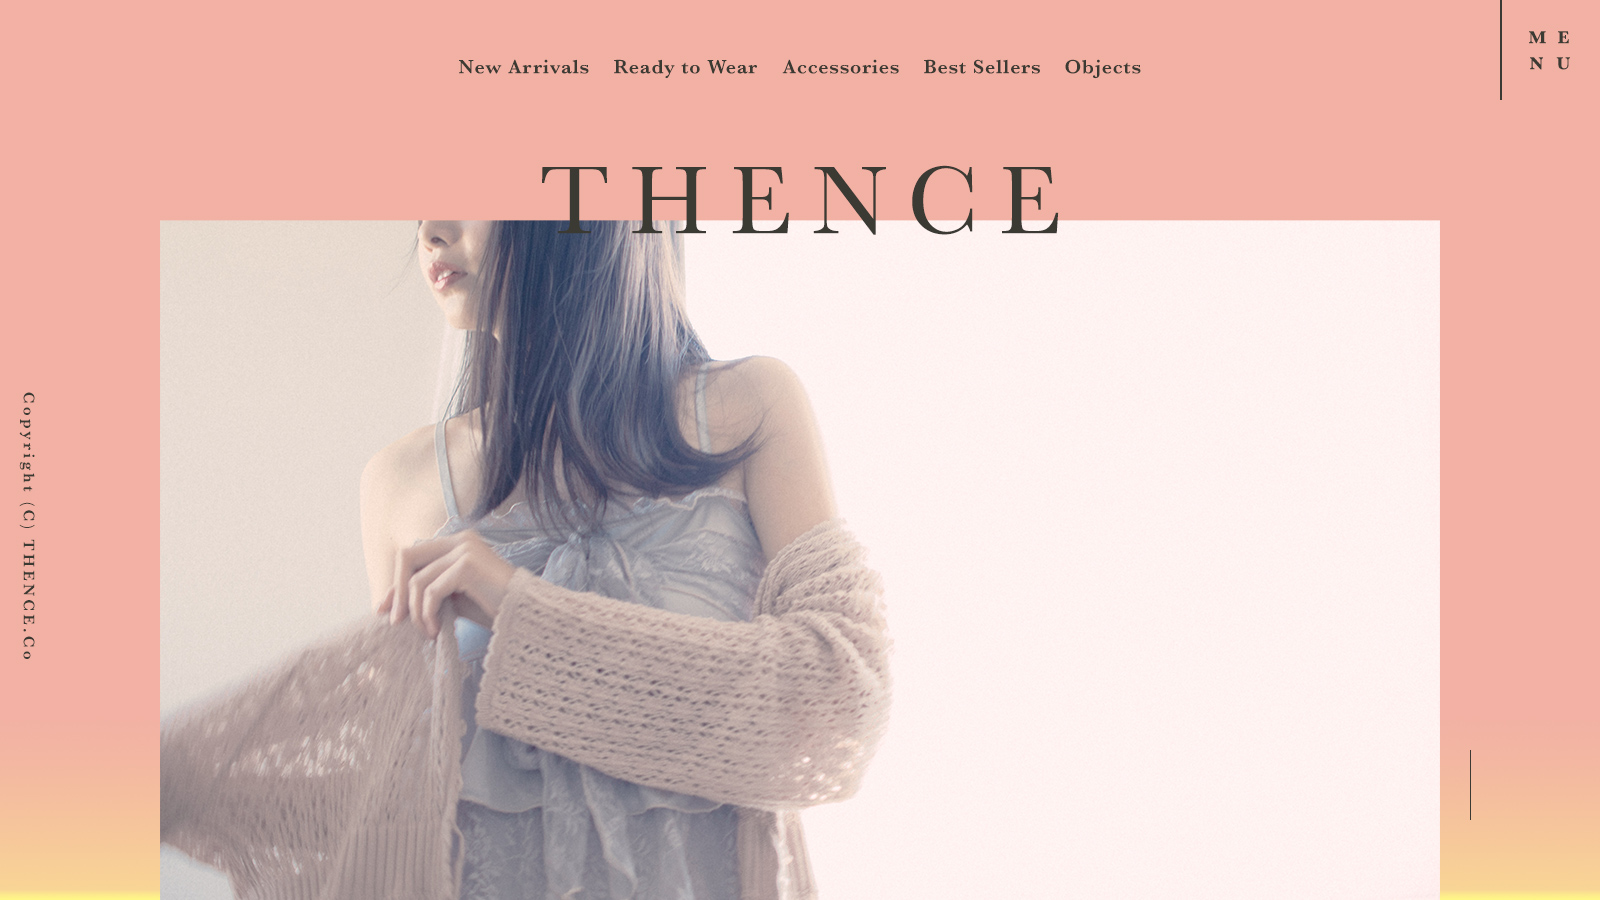 New Arrivals Ready to Wear Accessories Best Sellers Objects
M E
N U
THENCE
Copyright (C) THENCE.Co